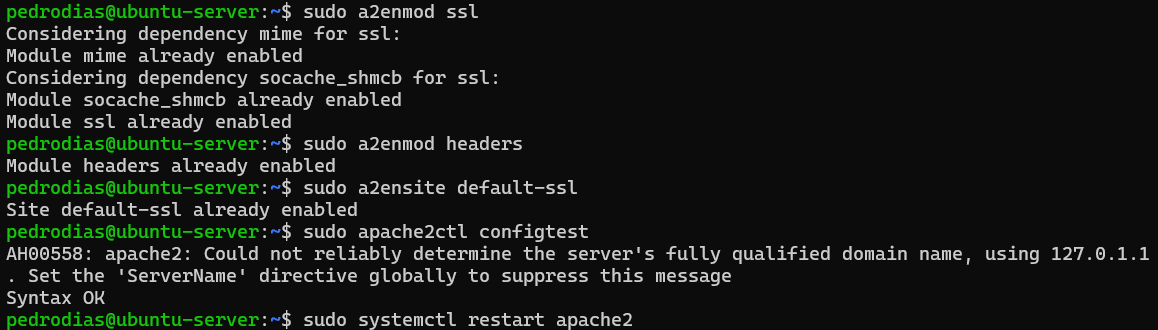 pedrodias@ubuntu-server:~$ sudo a2enmod ssl
Considering dependency mime for ssl:
Module mime already enabled
Considering dependency socache_shmcb for ssl:
Module socache_shmcb already enabled
Module ssl already enabled
pedrodias@ubuntu-server:~$ sudo a2enmod headers
Module headers already enabled
pedrodias@ubuntu-server:~$ sudo a2ensite default-ssl
Site default-ssl already enabled
pedrodias@ubuntu-server:~$ sudo apache2ctl configtest
AH00558: apache2: Could not reliably determine the server's fully qualified domain name, using 127.0.1.1
. Set the 'ServerName' directive globally to suppress this message
Syntax OK
pedrodias@ubuntu-server:~$ sudo systemctl restart apache2